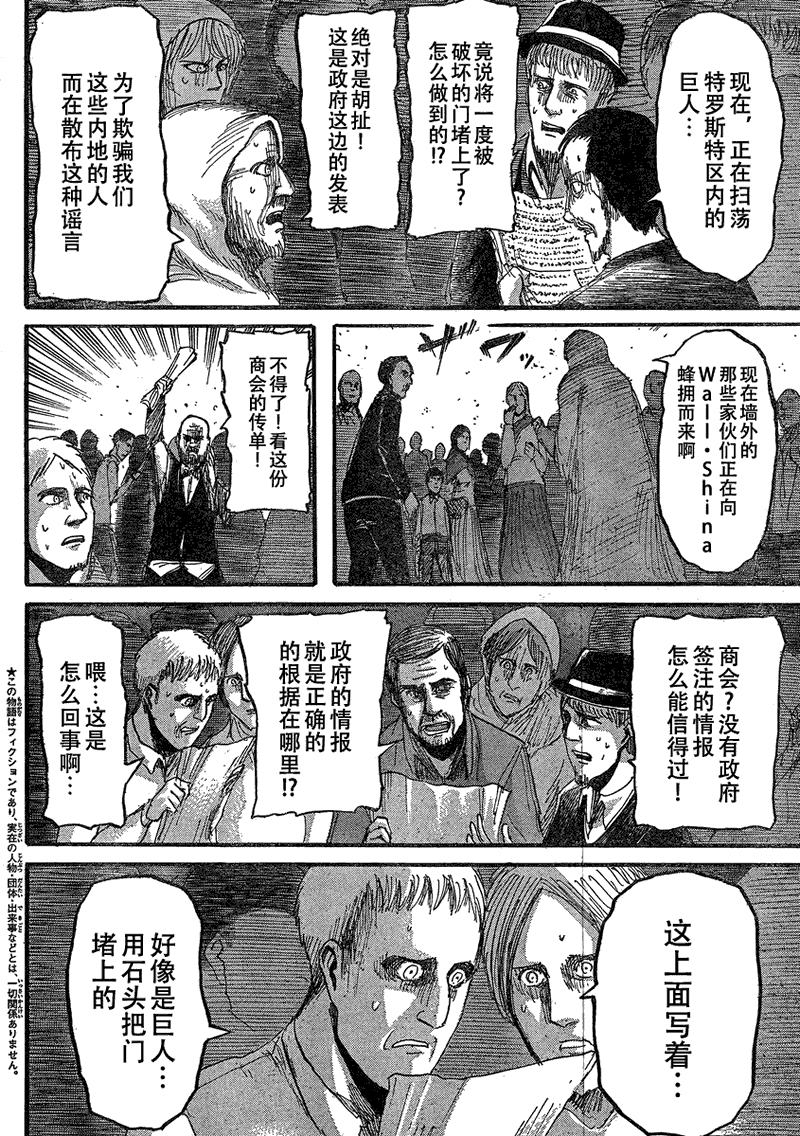 现在，正在扫荡
特罗斯特区内的
巨人…
竟说将一度被
破坏的门堵上了？
怎么做到的!?
绝对是胡扯！
这是政府这边的发表
为了欺骗我们
这些内地的人
而在散布这种谣言
现在墙外的
那些家伙们正在向
Wall·Shina
蜂拥而来啊
不得了！看这份
商会的传单！
商会？没有政府
签注的情报
怎么能信得过！
政府的情报
就是正确的
的根据在哪里!?
喂…这是
怎么回事啊…
这上面写着…
好像是巨人…
用石头把门
堵上的
★この物語はフィクションであり、実在の人物・団体・出来事などとは、一切関係ありません。